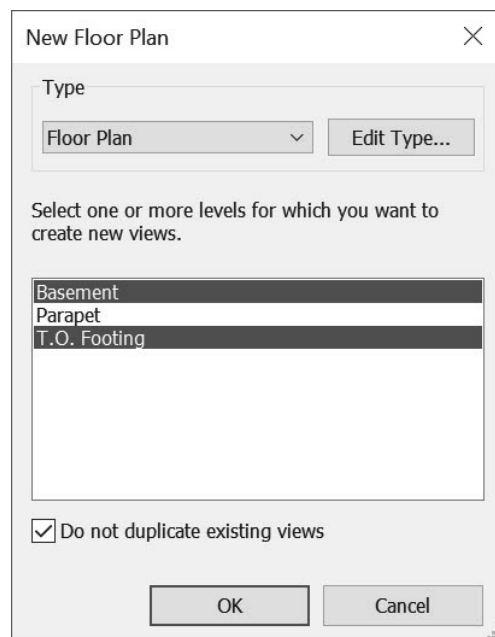 New Floor Plan
Type
Floor Plan
Edit Type...
Select one or more levels for which you want to
create new views.
Basement
Parapet
T.O. Footing
Do not duplicate existing views
OK
Cancel